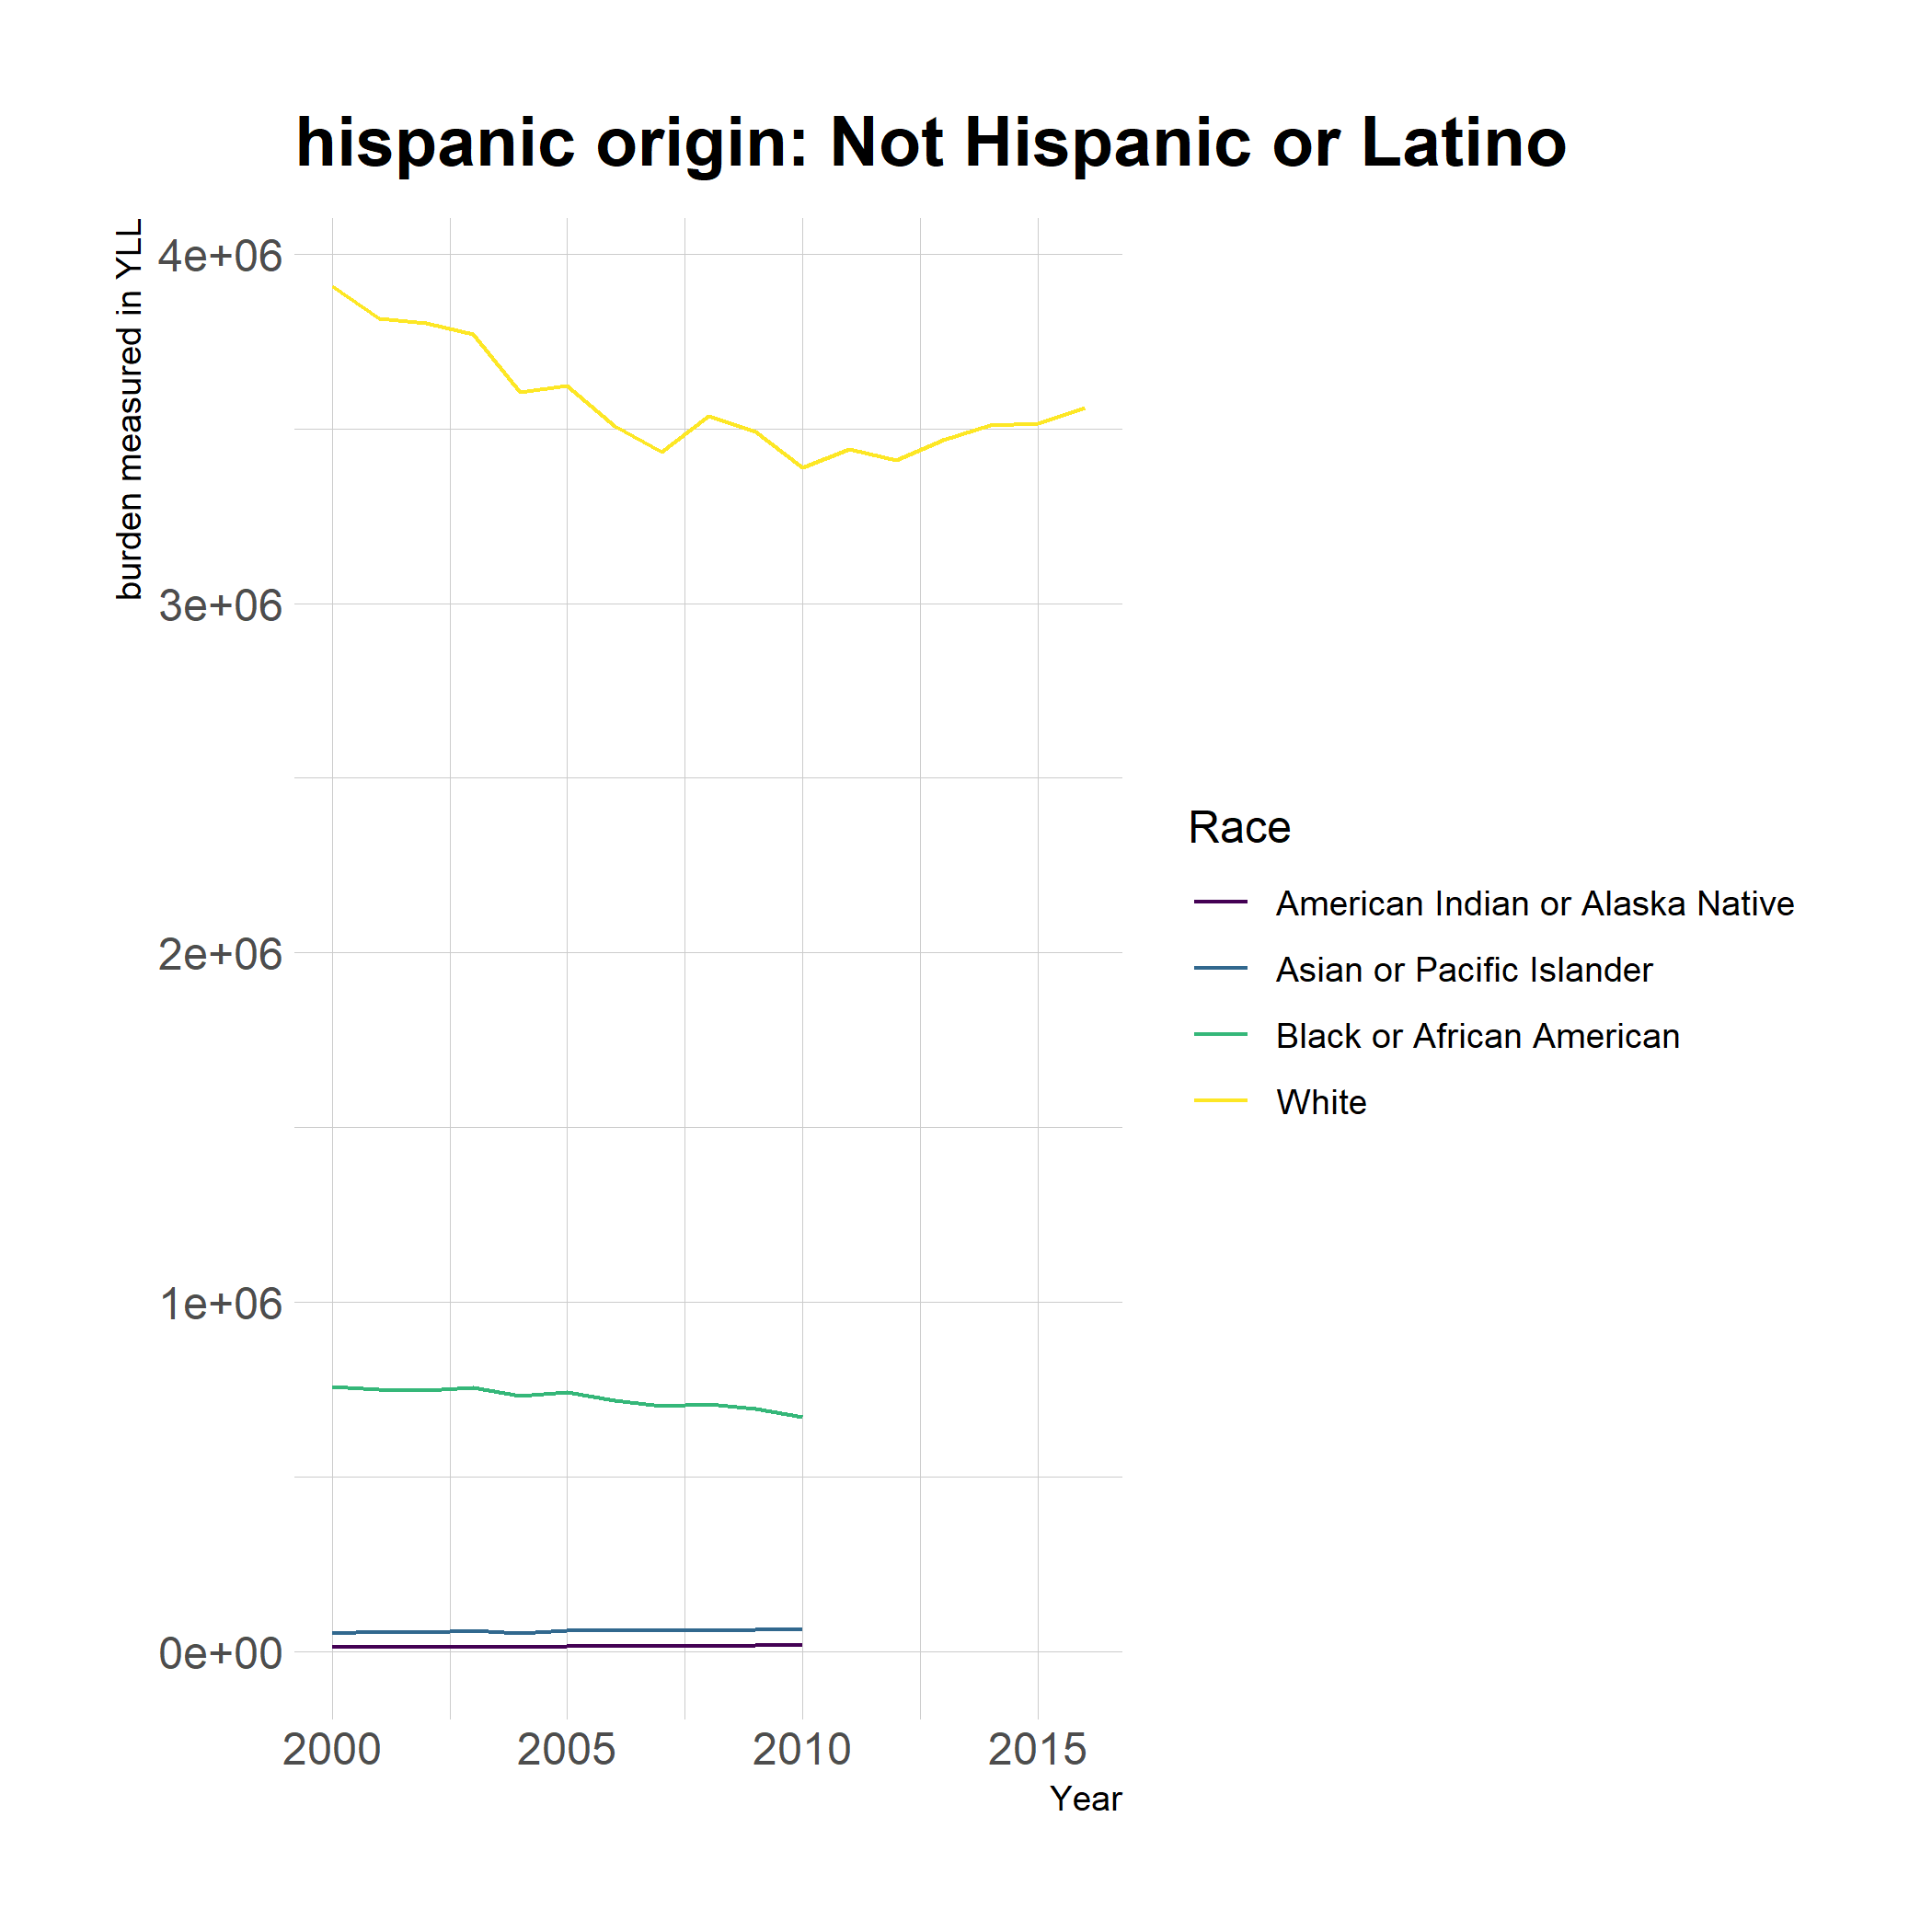 hispanic origin: Not Hispanic or Latino
burden measured in YLL
4e+06
3e+06
2e+06
1e+06
0e+00
2000
2005
2010
2015
Year
Race
American Indian or Alaska Native
Asian or Pacific Islander
Black or African American
White